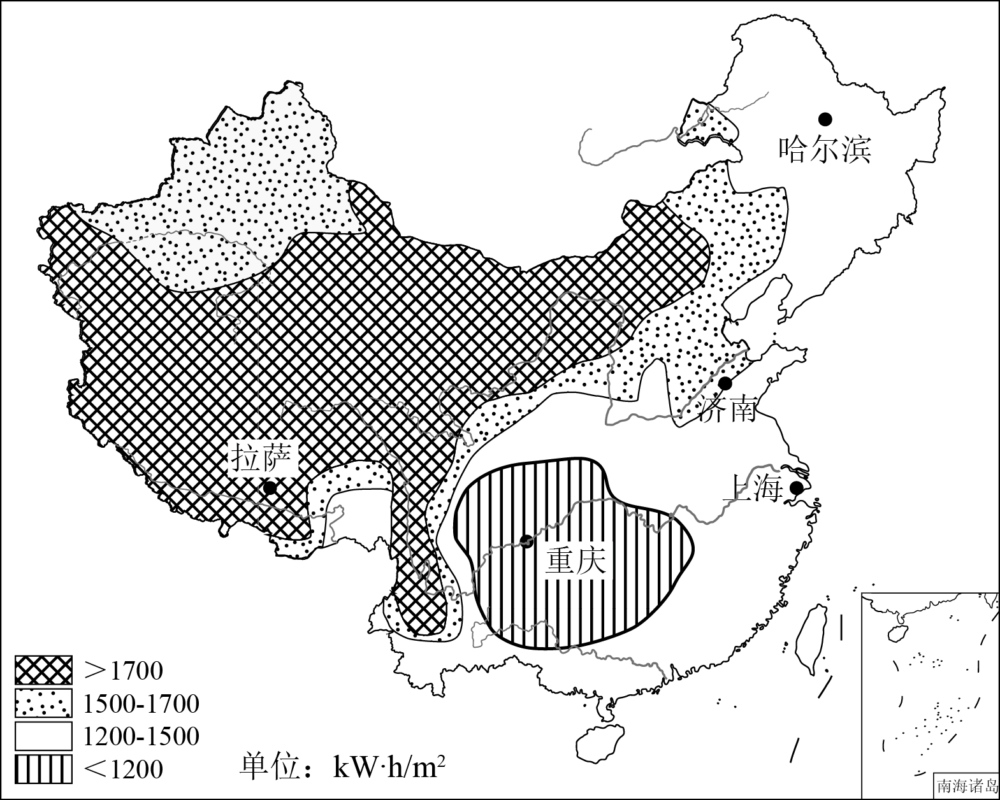 哈尔滨
济南
拉萨
上海
重庆
>1700
1500-1700
1200-1500
<1200
单位：kW·h/m²
南海诸岛